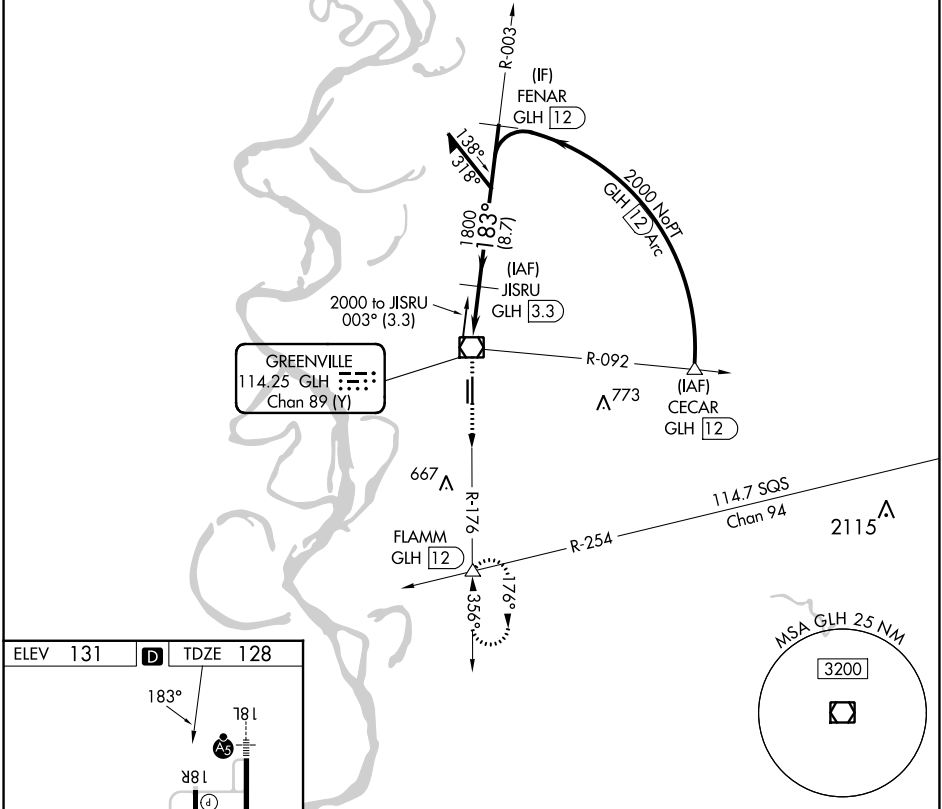 R-003
(IF)
FENAR
GLH 12
138°
318°
2000 NoPT
GLH 12 Arc
1800
183°
(8.7)
(IAF)
JISRU
GLH 3.3
2000 to JISRU
003° (3.3)
GREENVILLE
114.25 GLH
Chan 89 (Y)
R-092
(IAF)
CECAR
GLH 12
773
667
R-176
114.7 SQS
Chan 94
R-254
2115
FLAMM
GLH 12
356°
176°
MSA GLH 25 NM
3200
ELEV 131 D TDZE 128
183°
18L
A5
18R
P